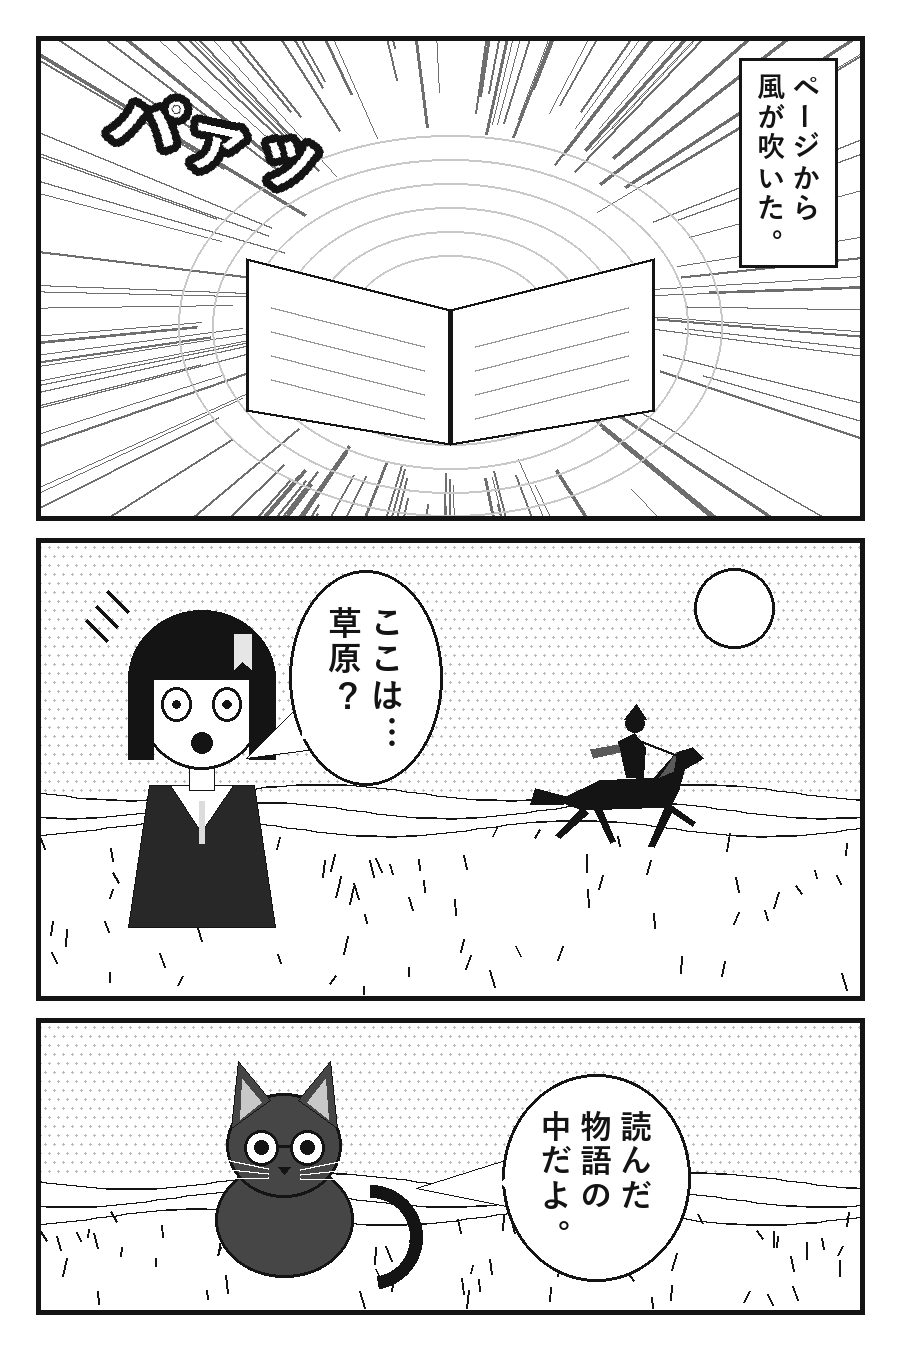 ページから
風が吹いた。
パアッ
ここは…
草原？
読んだ
物語の
中だよ。